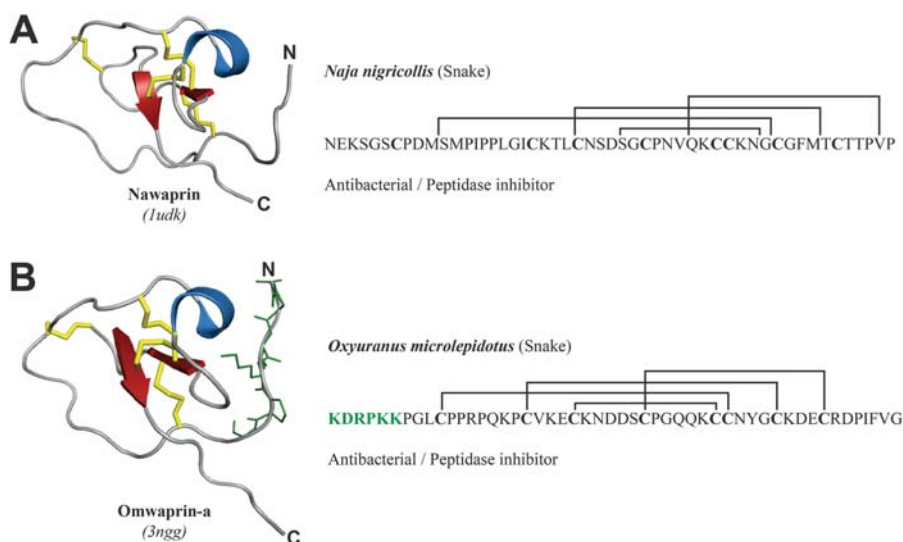 A
N
C
Nawaprin
(1udk)
Naja nigricollis (Snake)
NEKSGSCPDMSMPIPPLGICKTLCNSDSGCPNVQKCCKNGCGFMTCTTPVP
Antibacterial / Peptidase inhibitor
B
N
C
Omwaprin-a
(3ngg)
Oxyuranus microlepidotus (Snake)
KDRPKKPGLCPPRPQKPCVKECKNDDSCPGQQKCCNYGCKDECRDPIFVG
Antibacterial / Peptidase inhibitor